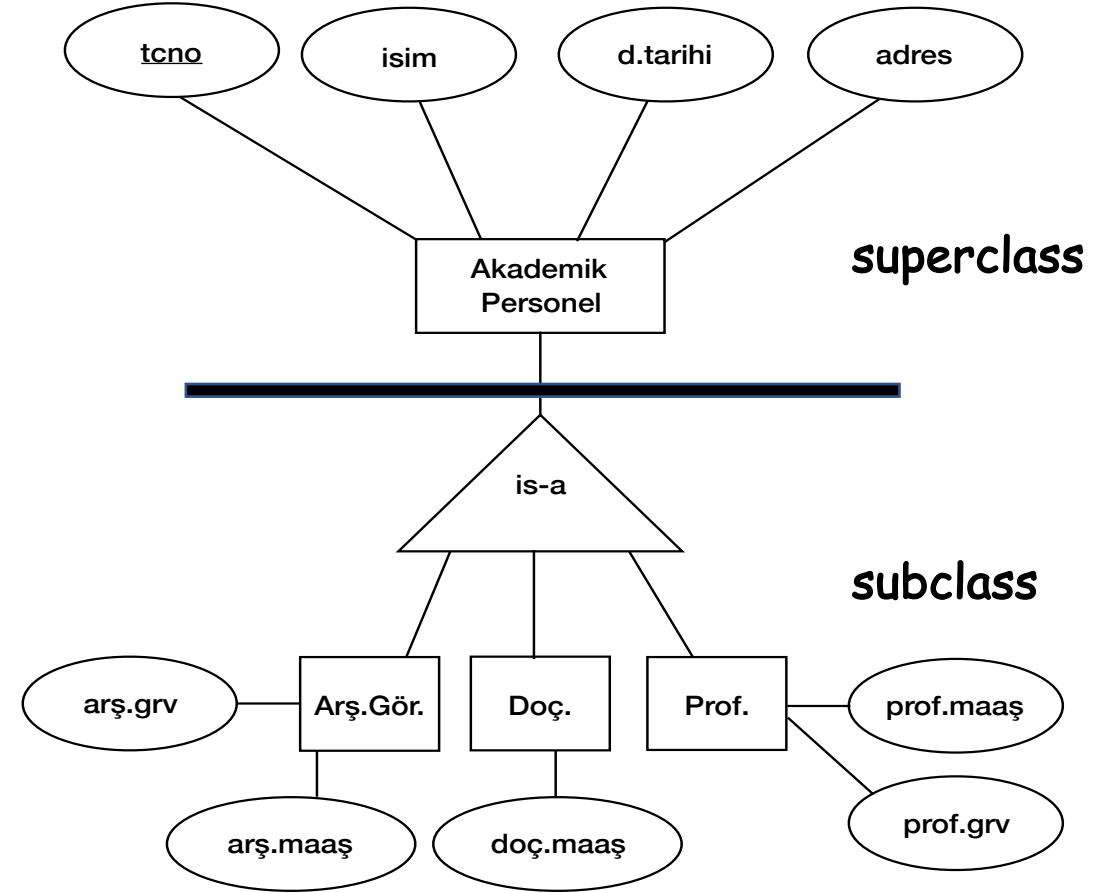 tcno
isim
d.tarihi
adres
Akademik
Personel
superclass
is-a
subclass
arş.grv
Arş.Gör.
Doç.
Prof.
prof.maaş
arş.maaş
doç.maaş
prof.grv